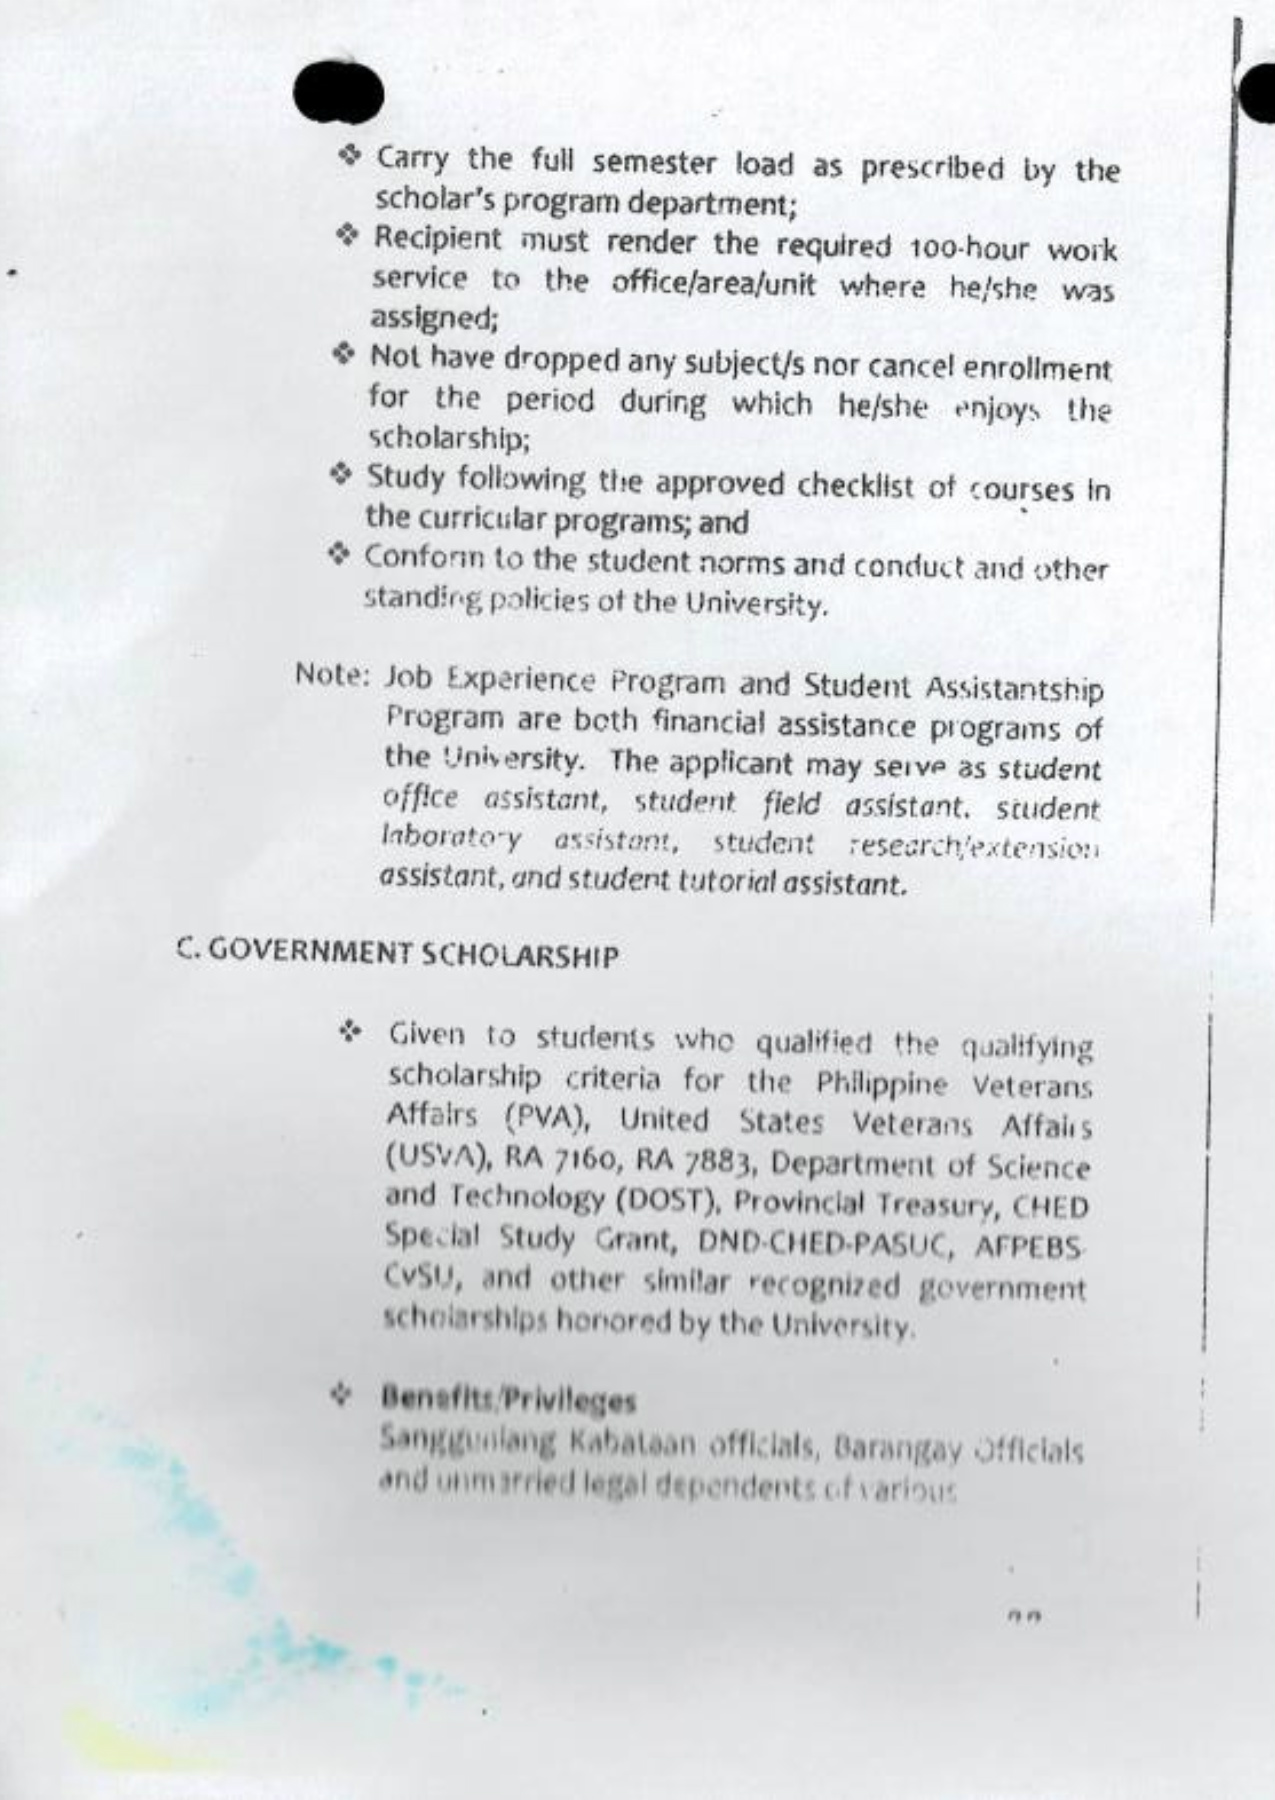 ❖ Carry the full semester load as prescribed by the
scholar's program department;
❖ Recipient must render the required 100-hour work
service to the office/area/unit where he/she was
assigned;
❖ Not have dropped any subject/s nor cancel enrollment
for the period during which he/she enjoys the
scholarship;
❖ Study following the approved checklist of courses in
the curricular programs; and
❖ Conform to the student norms and conduct and other
standing policies of the University.
Note: Job Experience Program and Student Assistantship
Program are both financial assistance programs of
the University. The applicant may serve as student
office assistant, student field assistant, student
laboratory assistant, student research/extension
assistant, and student tutorial assistant.
C. GOVERNMENT SCHOLARSHIP
❖ Given to students who qualified the qualifying
scholarship criteria for the Philippine Veterans
Affairs (PVA), United States Veterans Affairs
(USVA), RA 7160, RA 7883, Department of Science
and Technology (DOST), Provincial Treasury, CHED
Special Study Grant, DND-CHED-PASUC, AFPEBS-
CvSU, and other similar recognized government
scholarships honored by the University.
❖ Benefits/Privileges
Sangguniang Kabataan officials, Barangay Officials
and unmarried legal dependents of various